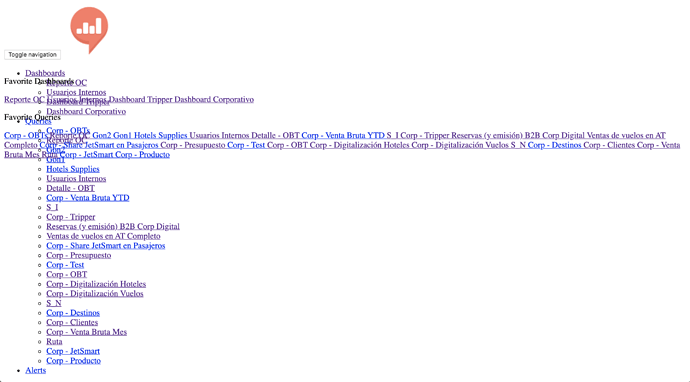 Toggle navigation
Dashboards
Favorite Dashboards
Reporte OC
Usuarios Internos
Reporte OC Usuarios Internos Dashboard Tripper Dashboard Corporativo
Dashboard Tripper
Dashboard Corporativo
Favorite Queries
Queries
Corp - OBTs
Corp - OBTs Reporte OC Gon2 Gon1 Hotels Supplies Usuarios Internos Detalle - OBT Corp - Venta Bruta YTD S_I Corp - Tripper Reservas (y emisión) B2B Corp Digital Ventas de vuelos en AT
Reporte OC
Completo Corp - Share JetSmart en Pasajeros Corp - Presupuesto Corp - Test Corp - OBT Corp - Digitalización Hoteles Corp - Digitalización Vuelos S_N Corp - Destinos Corp - Clientes Corp - Venta
Gon2
Bruta Mes Ruta Corp - JetSmart Corp - Producto
Gon1
Hotels Supplies
Usuarios Internos
Detalle - OBT
Corp - Venta Bruta YTD
S_I
Corp - Tripper
Reservas (y emisión) B2B Corp Digital
Ventas de vuelos en AT Completo
Corp - Share JetSmart en Pasajeros
Corp - Presupuesto
Corp - Test
Corp - OBT
Corp - Digitalización Hoteles
Corp - Digitalización Vuelos
S_N
Corp - Destinos
Corp - Clientes
Corp - Venta Bruta Mes
Ruta
Corp - JetSmart
Corp - Producto
Alerts